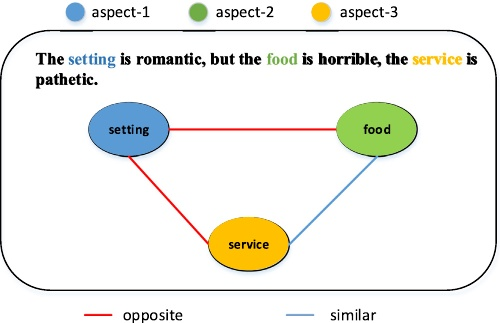 aspect-1 aspect-2 aspect-3
The setting is romantic, but the food is horrible, the service is
pathetic.
setting food
service
opposite similar